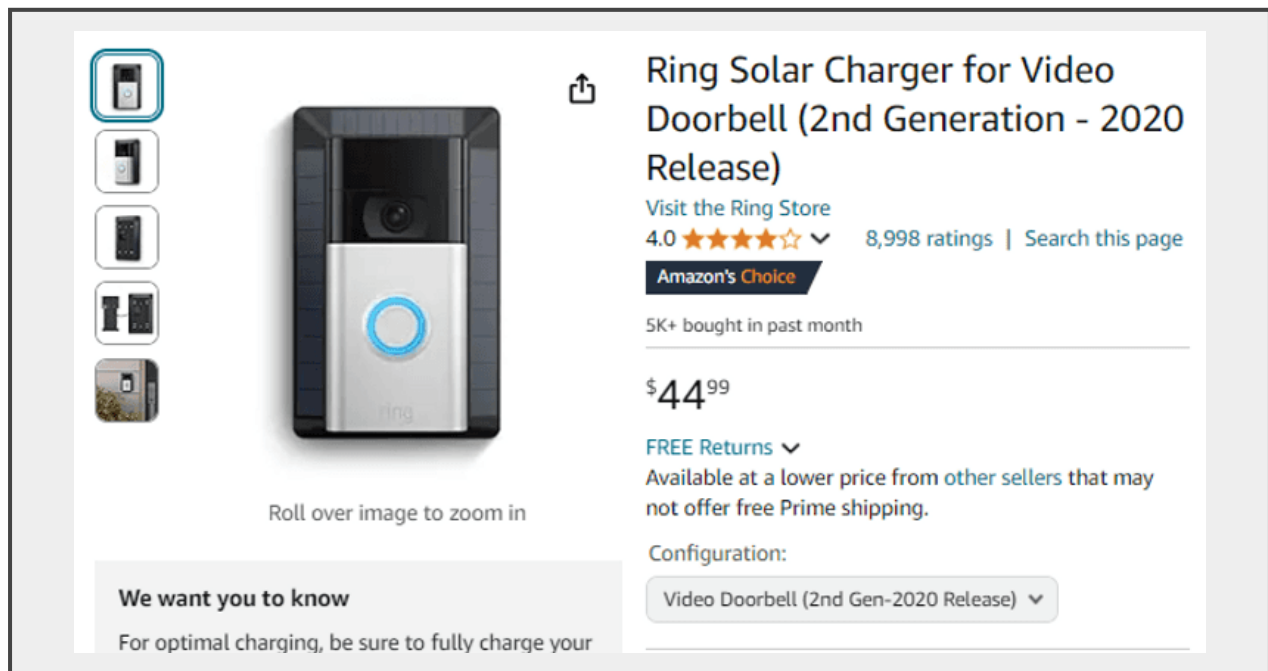 Ring Solar Charger for Video
Doorbell (2nd Generation - 2020
Release)
Visit the Ring Store
4.0
8,998 ratings | Search this page
Amazon's Choice
5K+ bought in past month
$44.99
FREE Returns
Available at a lower price from other sellers that may
not offer free Prime shipping.
Configuration:
Video Doorbell (2nd Gen-2020 Release)
ring
Roll over image to zoom in
We want you to know
For optimal charging, be sure to fully charge your